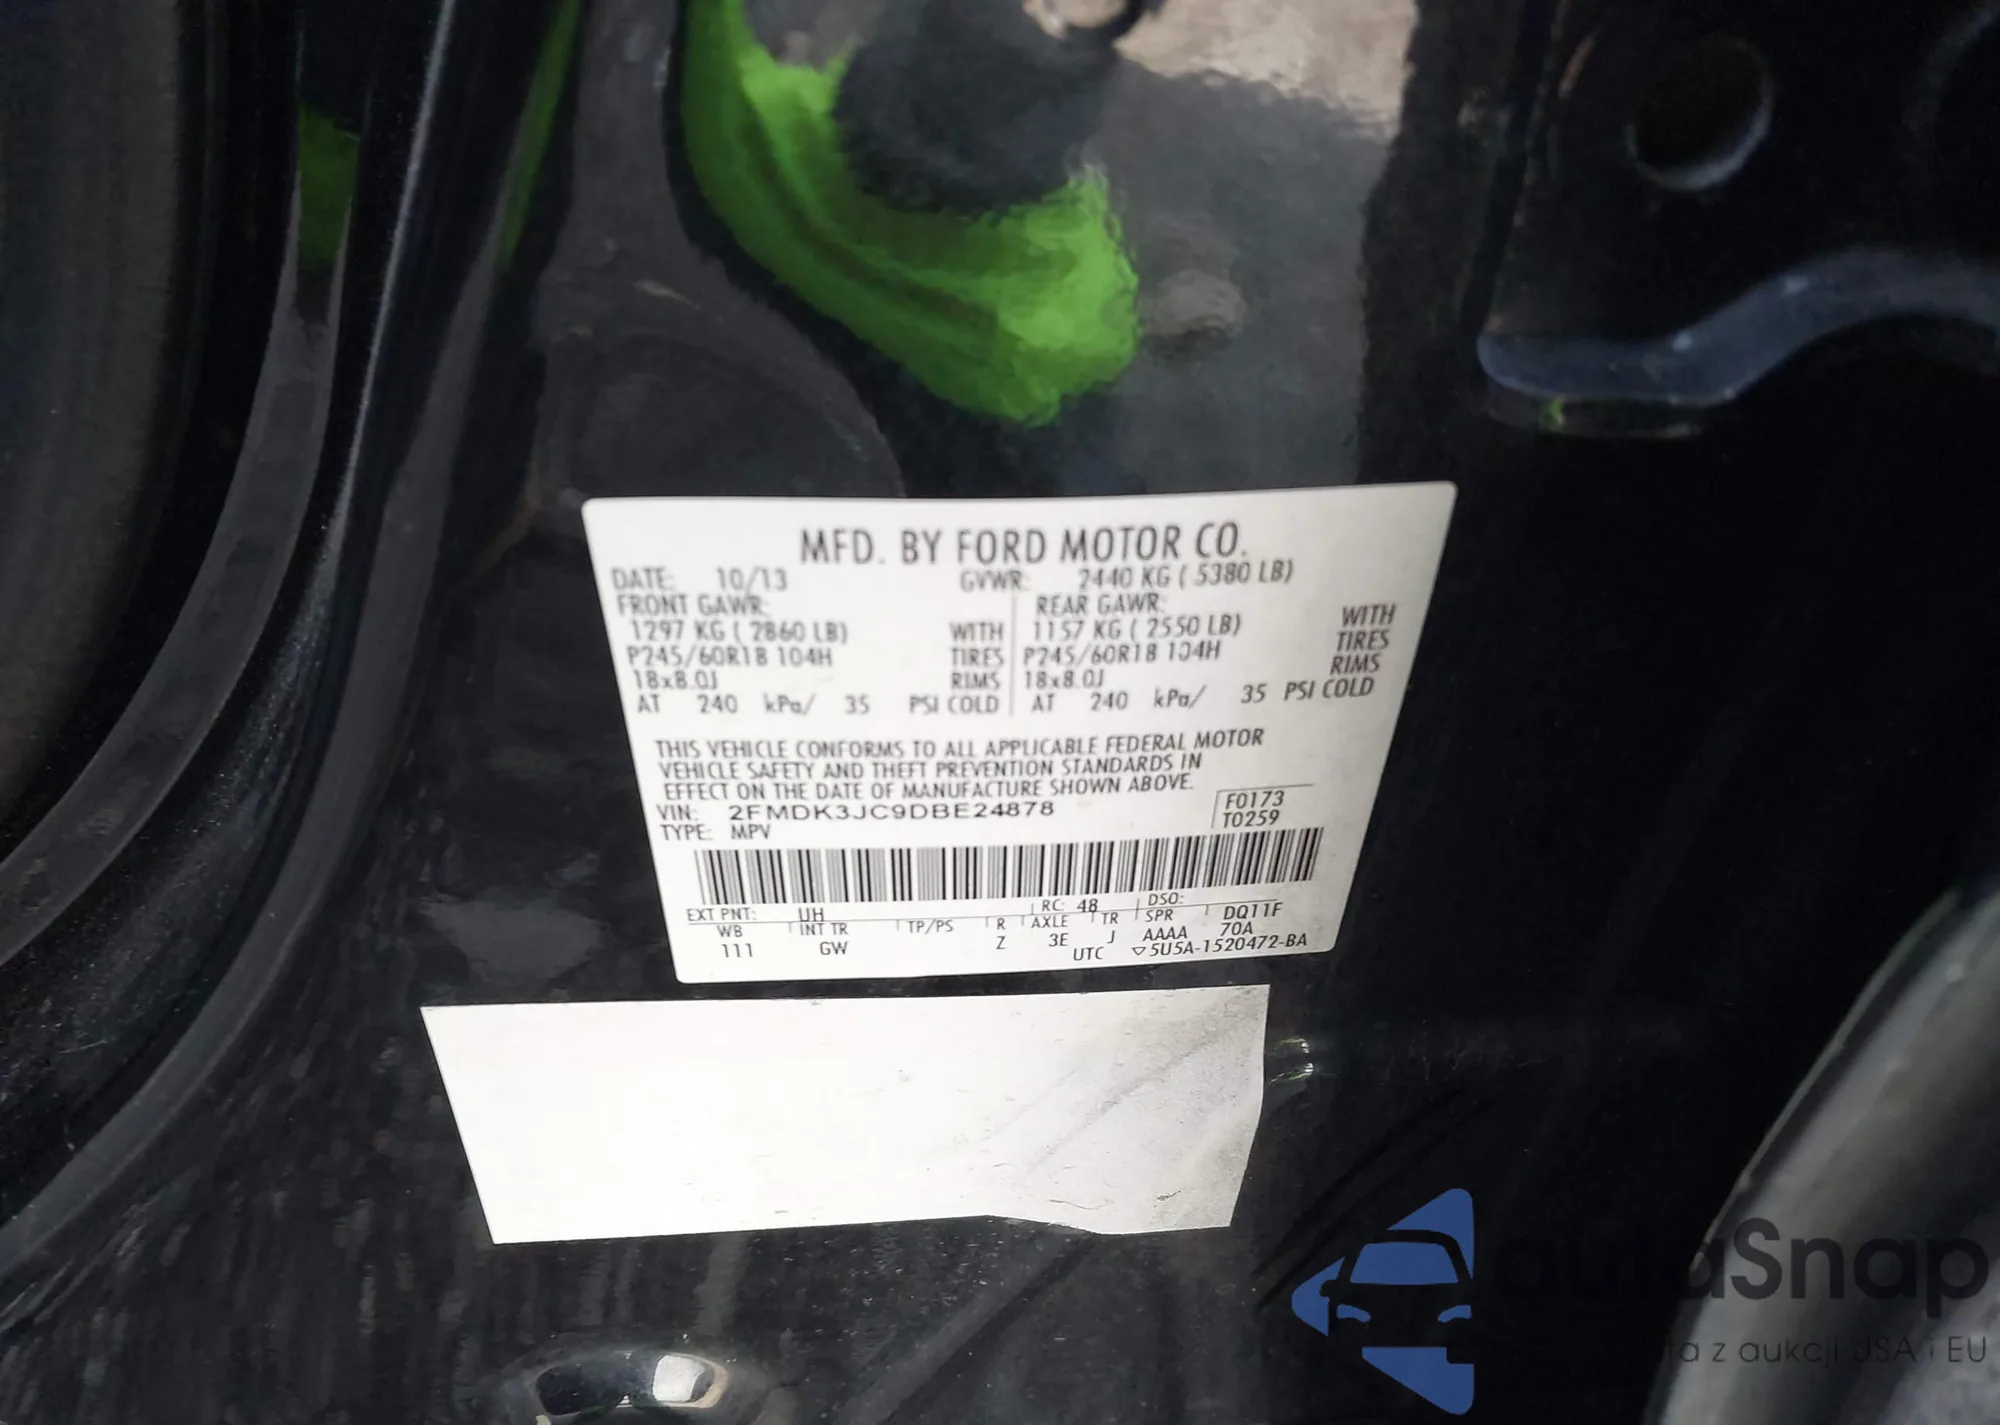 MFD. BY FORD MOTOR CO.
DATE: 10/13 GVWR: 2440 KG ( 5380 LB)
FRONT GAWR: REAR GAWR:
1297 KG ( 2860 LB) WITH 1157 KG ( 2550 LB) WITH
P245/60R18 104H TIRES P245/60R18 104H TIRES
18x8.0J RIMS 18x8.0J RIMS
AT 240 kPa/ 35 PSI COLD AT 240 kPa/ 35 PSI COLD
THIS VEHICLE CONFORMS TO ALL APPLICABLE FEDERAL MOTOR
VEHICLE SAFETY AND THEFT PREVENTION STANDARDS IN
EFFECT ON THE DATE OF MANUFACTURE SHOWN ABOVE.
VIN: 2FMDK3JC9DBE24878 F0173
TYPE: MPV T0259
EXT PNT: UH RC: 48 DSO:
WB INT TR TP/PS R AXLE TR SPR DQ11F
111 GW Z 3E J AAAA 70A
UTC ▽5U5A-1520472-BA
autaSnap
z aukcji USA i EU